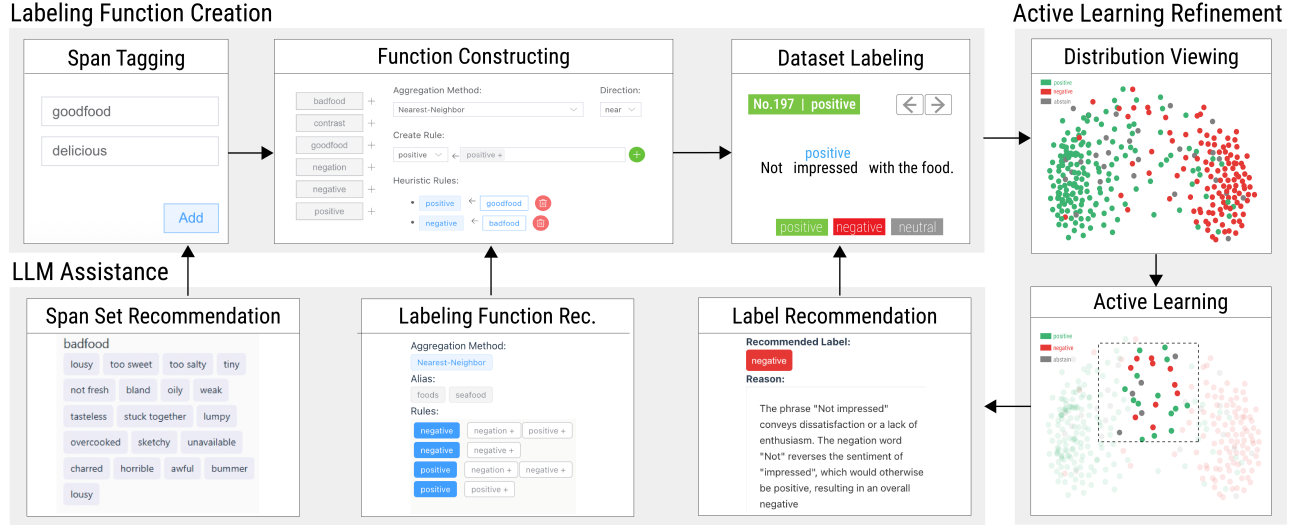 Labeling Function Creation
Active Learning Refinement
Span Tagging
goodfood
delicious
Add
Function Constructing
badfood +
contrast +
goodfood +
negation +
negative +
positive +
Aggregation Method:
Direction:
Nearest-Neighbor
near
Create Rule:
positive ← positive + +
Heuristic Rules:
• positive ← goodfood
• negative ← badfood
Dataset Labeling
No.197 | positive
positive
Not impressed with the food.
positive negative neutral
Distribution Viewing
positive
negative
abstain
LLM Assistance
Span Set Recommendation
badfood
lousy too sweet too salty tiny
not fresh bland oily weak
tasteless stuck together lumpy
overcooked sketchy unavailable
charred horrible awful bummer
lousy
Labeling Function Rec.
Aggregation Method:
Nearest-Neighbor
Alias:
foods seafood
Rules:
negative negation + positive +
negative negative +
positive negation + negative +
positive positive +
Label Recommendation
Recommended Label:
negative
Reason:
The phrase "Not impressed"
conveys dissatisfaction or a lack of
enthusiasm. The negation word
"Not" reverses the sentiment of
"impressed", which would otherwise
be positive, resulting in an overall
negative
Active Learning
positive
negative
abstain